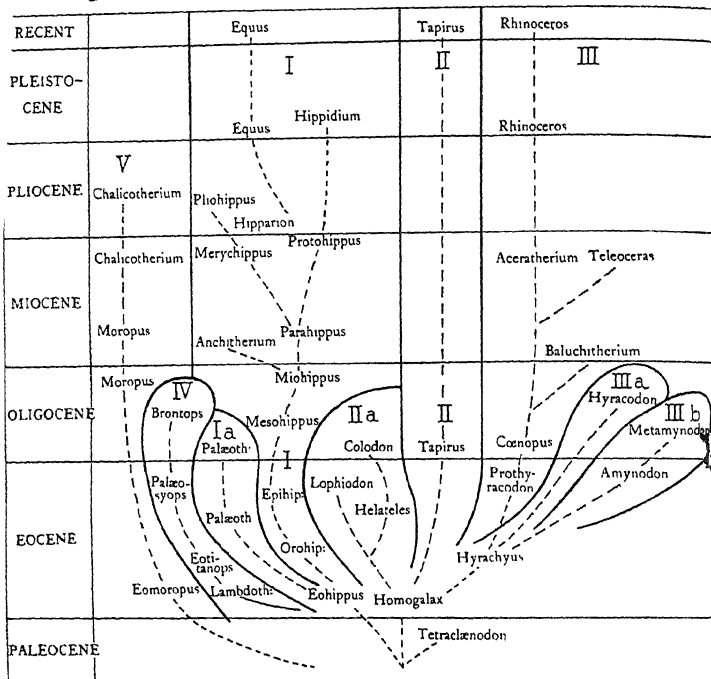 RECENT
Equus
Tapirus
Rhinoceros
PLEISTO-
CENE
I
II
III
Equus
Hippidium
Rhinoceros
PLIOCENE
V
Chalicotherium
Pliohippus
Hipparion
Protohippus
MIOCENE
Chalicotherium
Merychippus
Aceratherium
Teleoceras
Moropus
Anchitherium
Parahippus
Baluchitherium
OLIGOCENE
Moropus
IV
Brontops
Ia
Palæoth:
Miohippus
Mesohippus
I
IIa
Colodon
II
Tapirus
Cœnopus
IIIa
Hyracodon
III b
Metamynodon
EOCENE
Palæo-
syops
Palæoth
Epihip:
Lophiodon
Helateles
Prothy-
racodon
Amynodon
Orohip:
Hyrachyus
Eoti-
tanops
Eomoropus
Lambdoth:
Eohippus
Homogalax
PALEOCENE
Tetraclænodon